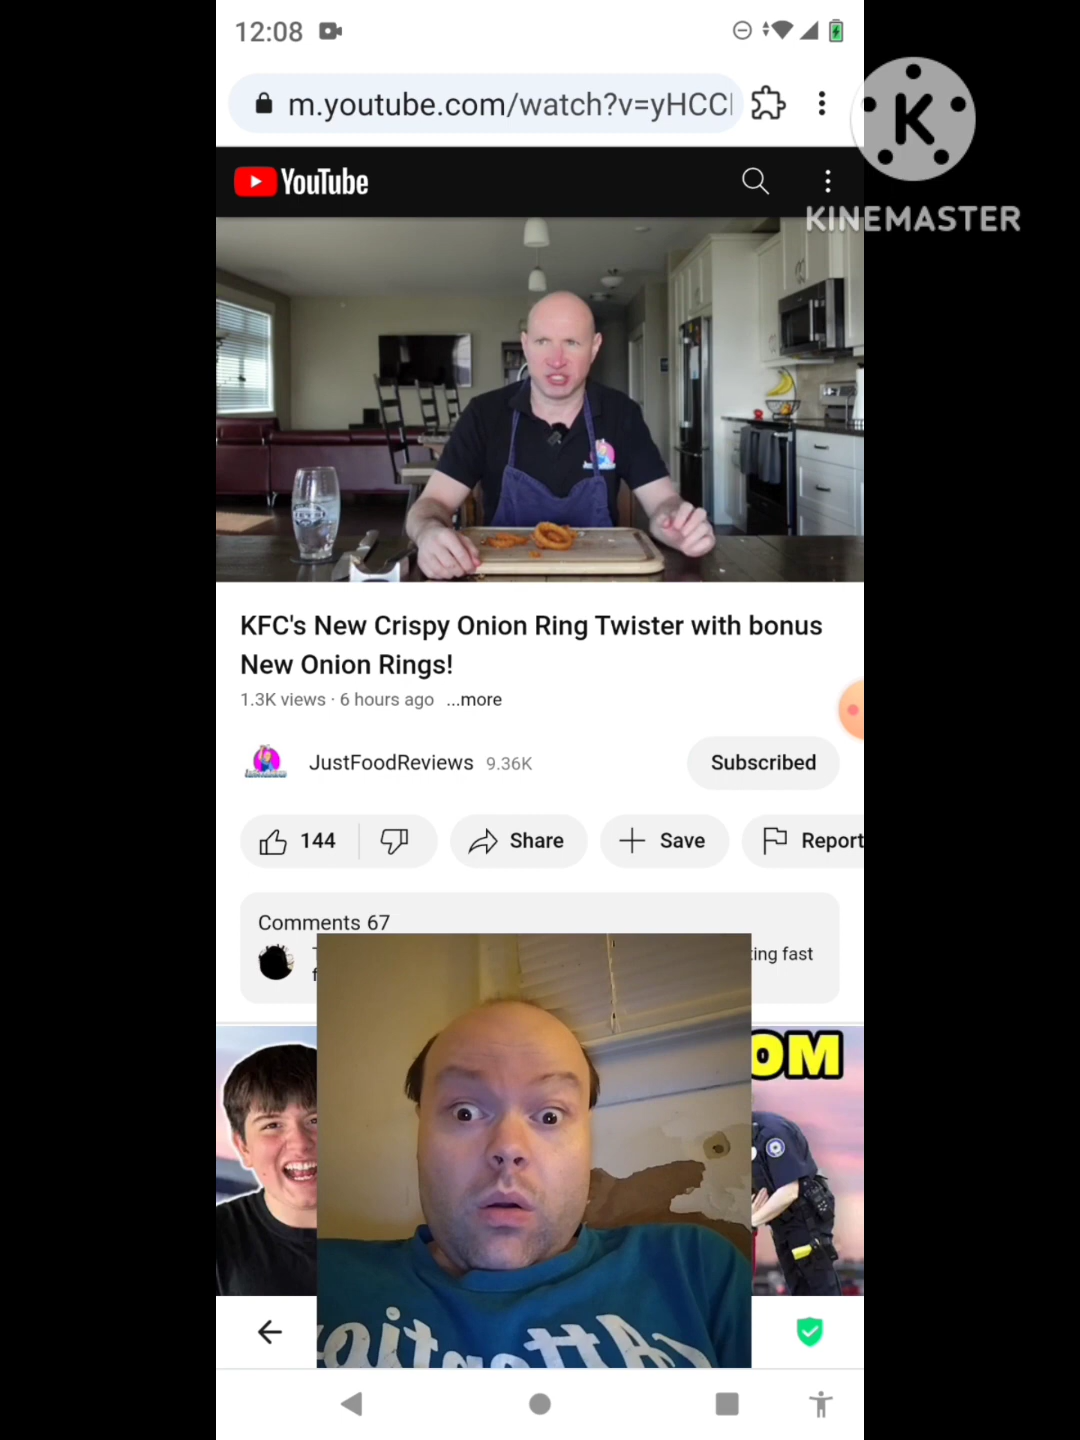 12:08
m.youtube.com/watch?v=yHCC
K
KINEMASTER
YouTube
KFC's New Crispy Onion Ring Twister with bonus
New Onion Rings!
1.3K views · 6 hours ago ...more
JustFoodReviews 9.36K
Subscribed
144
Share
Save
Report
Comments 67
ing fast
OM